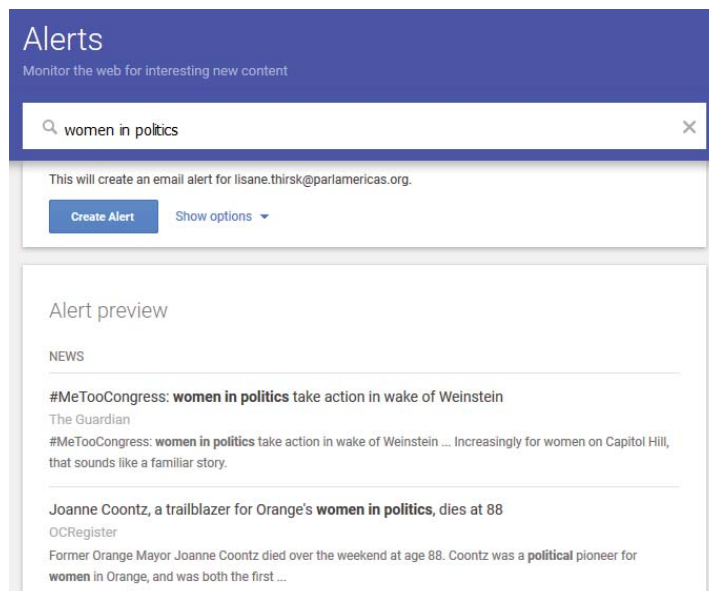 Alerts
Monitor the web for interesting new content
women in politics
This will create an email alert for lisane.thirsk@parlamericas.org.
Create Alert
Show options
Alert preview
NEWS
#MeTooCongress: women in politics take action in wake of Weinstein
The Guardian
#MeTooCongress: women in politics take action in wake of Weinstein ... Increasingly for women on Capitol Hill,
that sounds like a familiar story.
Joanne Coontz, a trailblazer for Orange's women in politics, dies at 88
OCRegister
Former Orange Mayor Joanne Coontz died over the weekend at age 88. Coontz was a political pioneer for
women in Orange, and was both the first ...